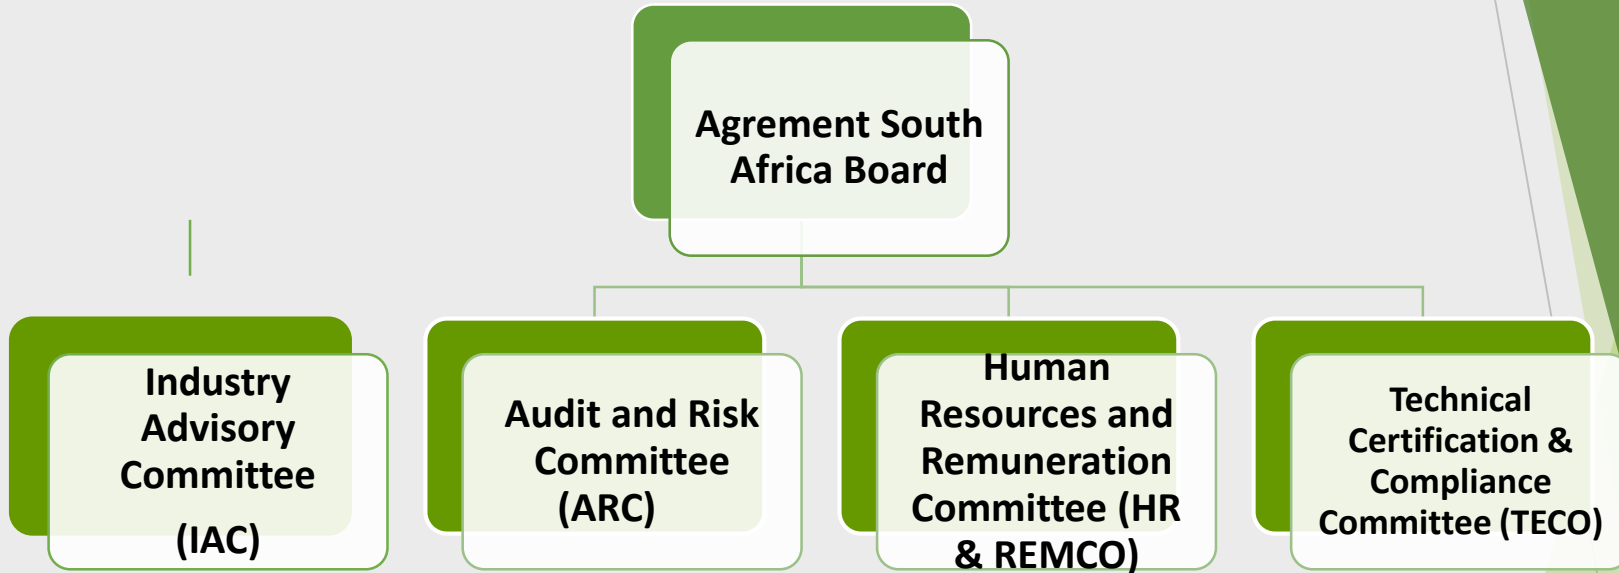 Agrement South
Africa Board
Industry
Advisory
Committee
(IAC)
Audit and Risk
Committee
(ARC)
Human
Resources and
Remuneration
Committee (HR
& REMCO)
Technical
Certification &
Compliance
Committee (TECO)